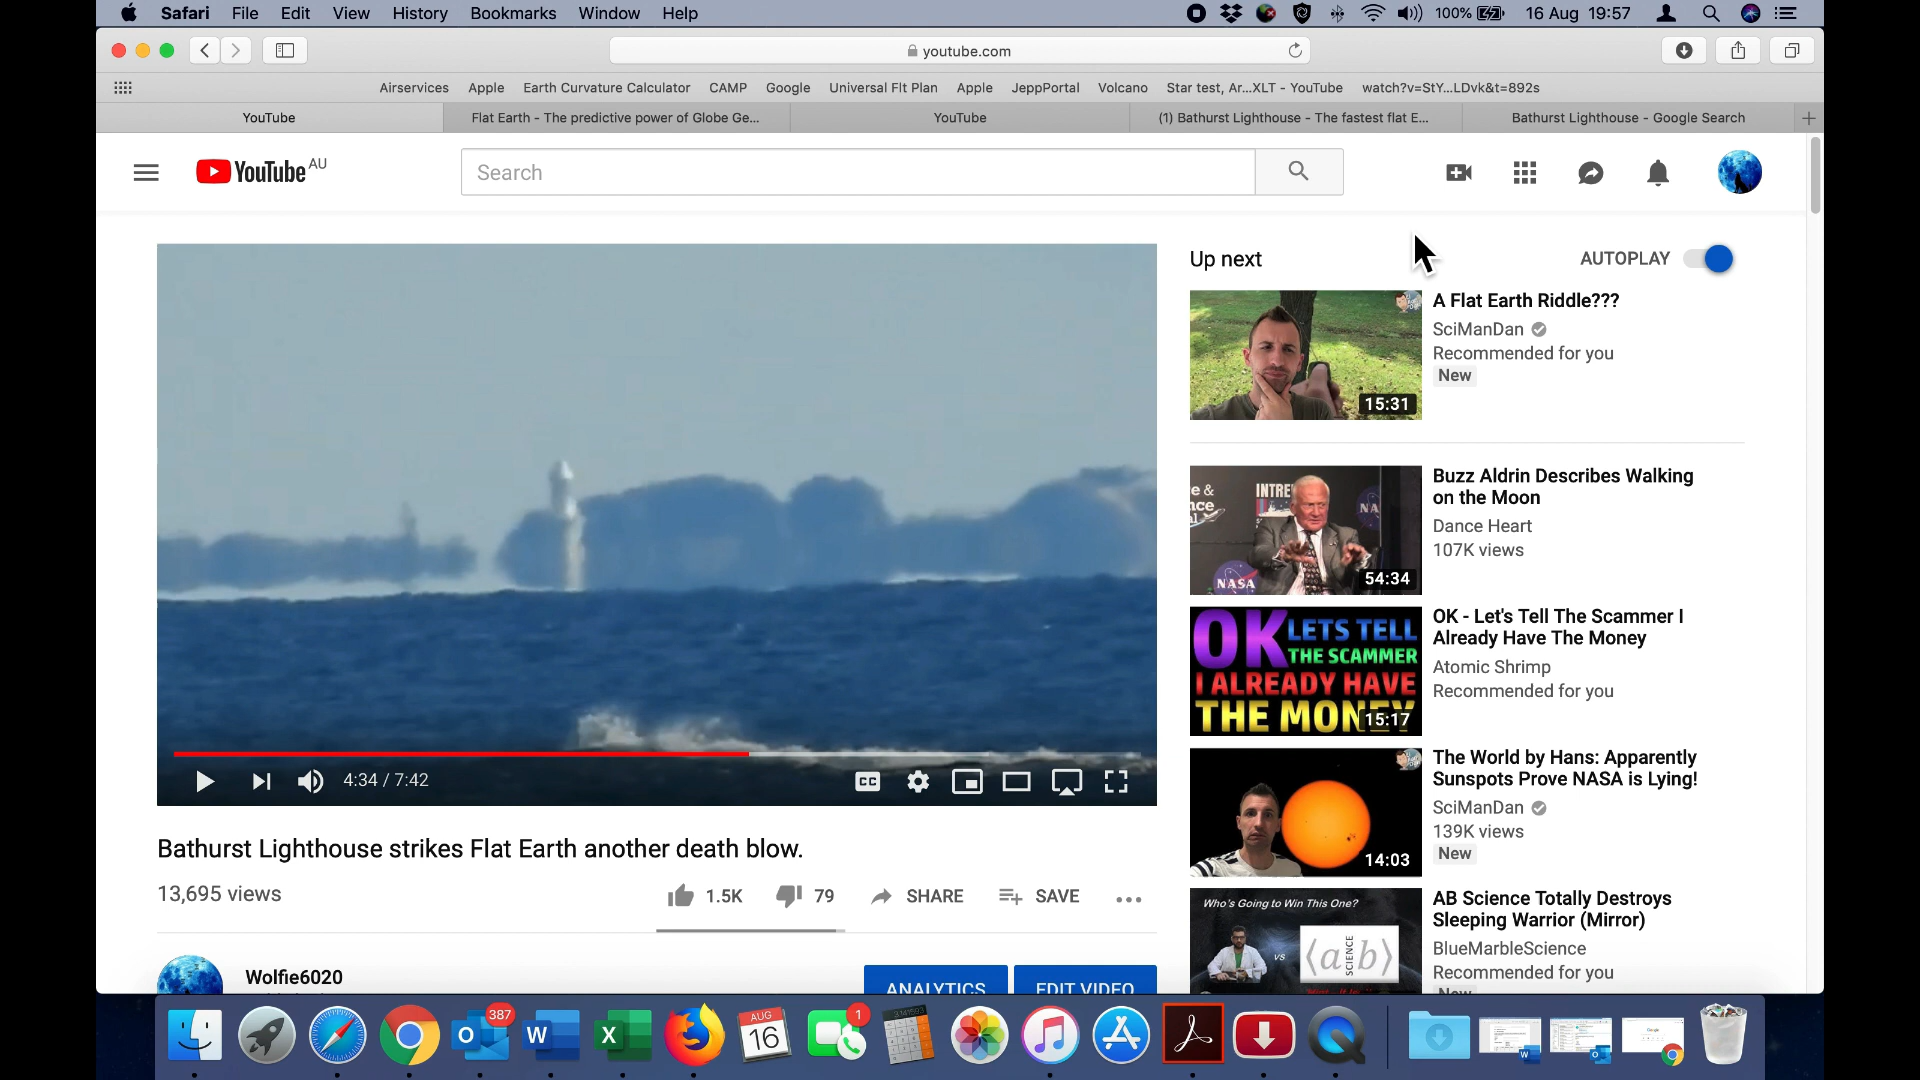 Safari File Edit View History Bookmarks Window Help 100% 16 Aug 19:57
youtube.com
Airservices Apple Earth Curvature Calculator CAMP Google Universal Flt Plan Apple JeppPortal Volcano Star test, Ar...XLT - YouTube watch?v=StY...LDvk&t=892s
YouTube Flat Earth - The predictive power of Globe Ge... YouTube (1) Bathurst Lighthouse - The fastest flat E... Bathurst Lighthouse - Google Search
YouTube AU Search
Up next AUTOPLAY
A Flat Earth Riddle???
SciManDan
Recommended for you
New
15:31
Buzz Aldrin Describes Walking
on the Moon
Dance Heart
107K views
INTRE
NASA
54:34
OK - Let's Tell The Scammer I
Already Have The Money
Atomic Shrimp
Recommended for you
OK LETS TELL
THE SCAMMER
I ALREADY HAVE
THE MONEY
15:17
The World by Hans: Apparently
Sunspots Prove NASA is Lying!
SciManDan
139K views
New
14:03
AB Science Totally Destroys
Sleeping Warrior (Mirror)
BlueMarbleScience
Recommended for you
New
Who's Going to Win This One?
vs
(a|b)
SCIENCE
4:34 / 7:42
CC
Bathurst Lighthouse strikes Flat Earth another death blow.
13,695 views 1.5K 79 SHARE SAVE
Wolfie6020 ANALYTICS EDIT VIDEO
387
1
AUG
16